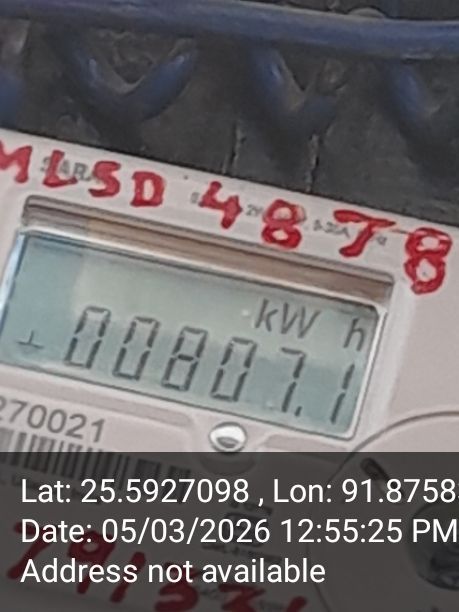 MLSD 4878
kW h
00807.1
270021
Lat: 25.5927098 , Lon: 91.8758
Date: 05/03/2026 12:55:25 PM
Address not available